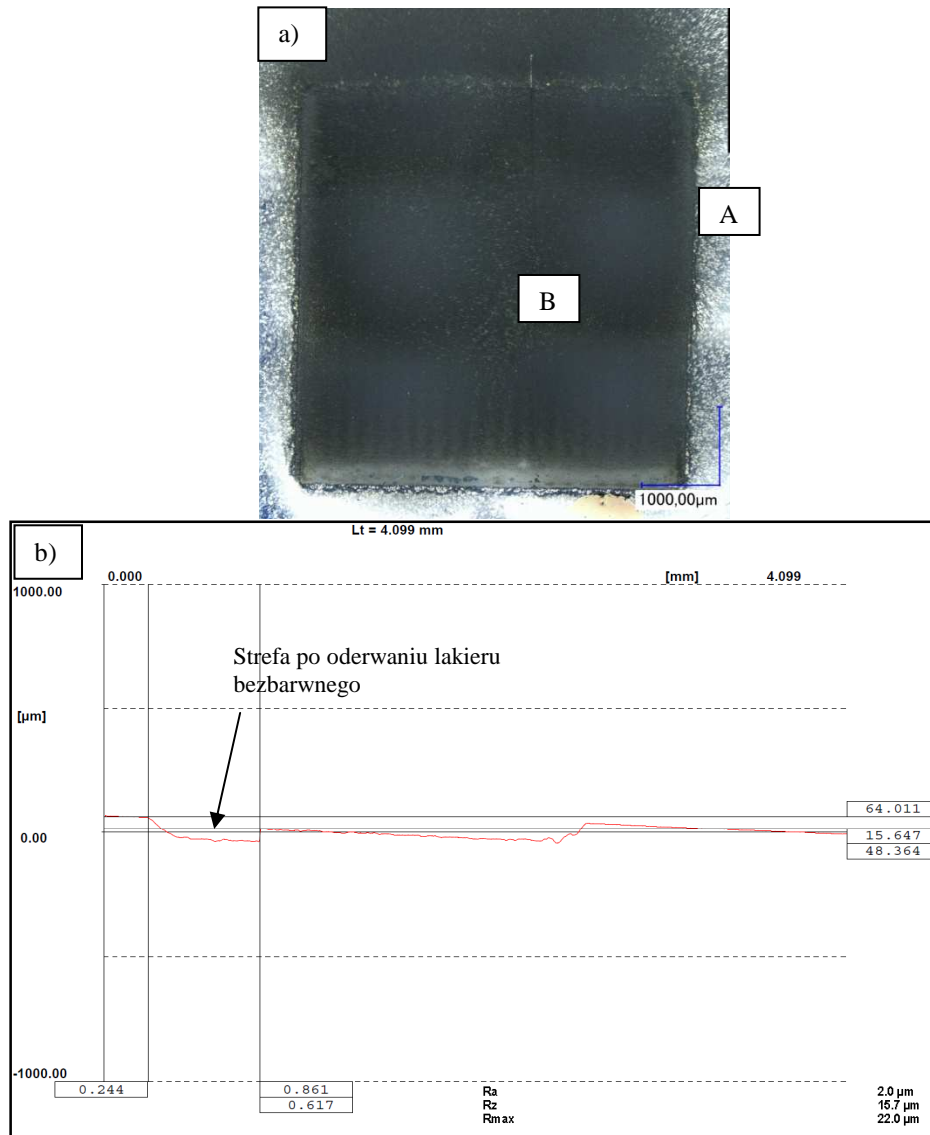 a)
A
B
1000,00µm
b)
Lt = 4.099 mm
0.000 [mm] 4.099
1000.00
Strefa po oderwaniu lakieru
bezbarwnego
[µm]
64.011
0.00
15.647
48.364
-1000.00
0.244 0.861
0.617
Ra 2.0 µm
Rz 15.7 µm
Rmax 22.0 µm